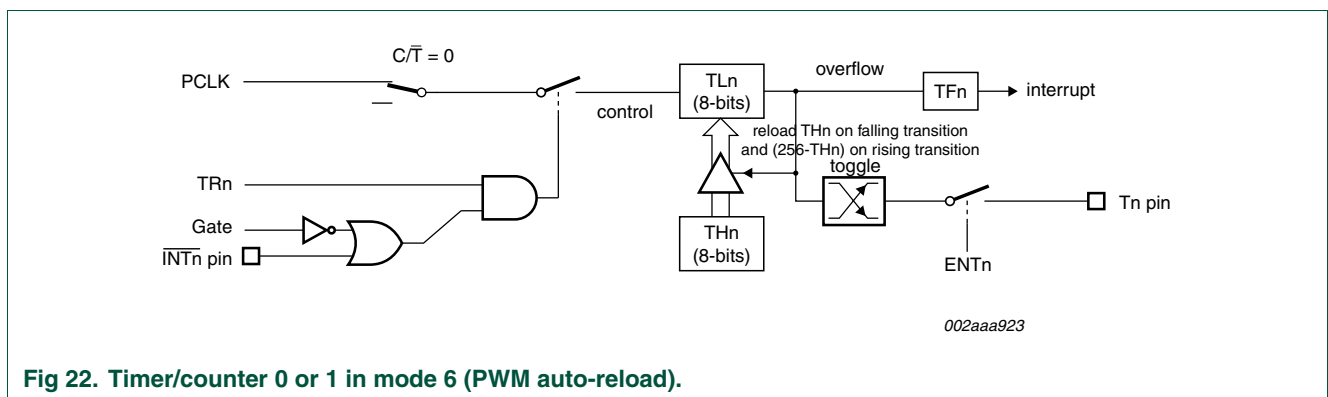 C/T̅ = 0
PCLK
TLn
(8-bits)
overflow
TFn
interrupt
control
reload THn on falling transition
and (256-THn) on rising transition
toggle
TRn
Tn pin
Gate
THn
(8-bits)
I̅N̅T̅n̅ pin
ENTn
002aaa923
Fig 22. Timer/counter 0 or 1 in mode 6 (PWM auto-reload).